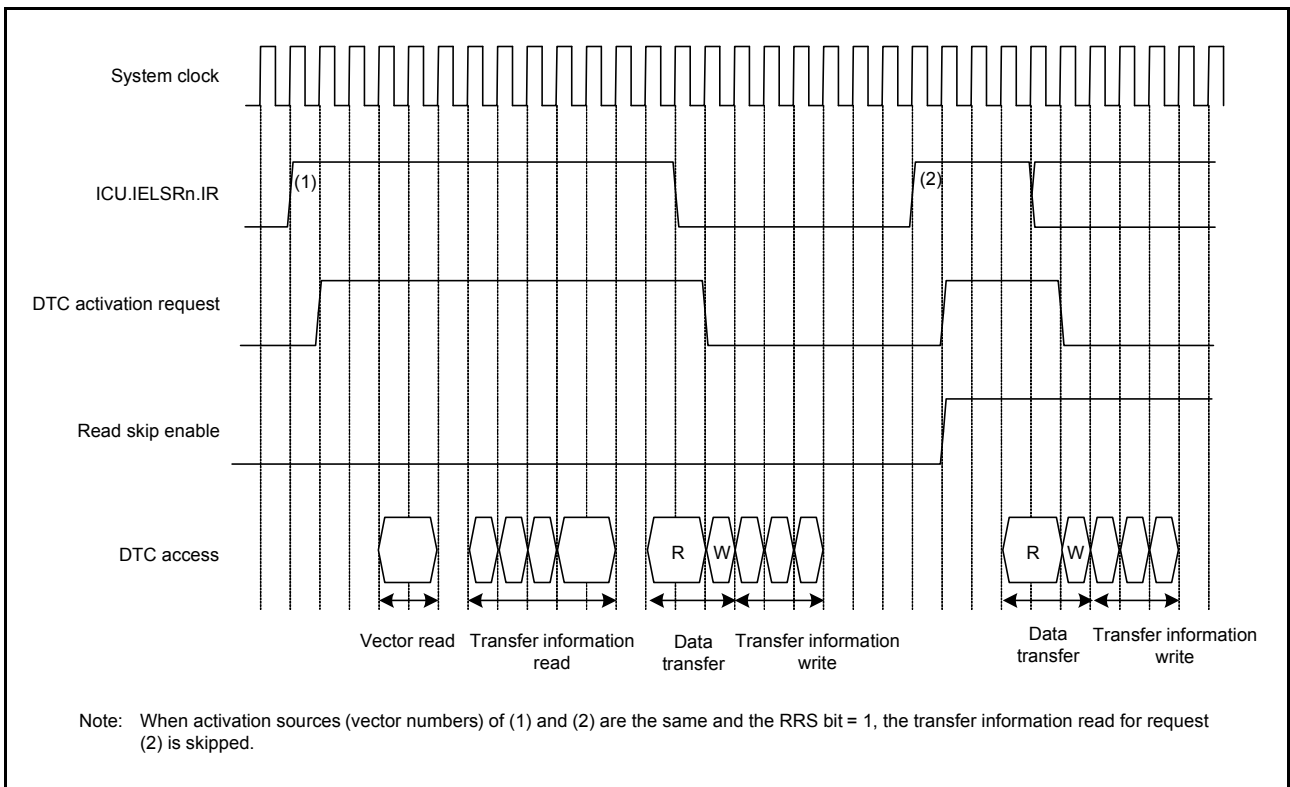 System clock
ICU.IELSRn.IR
(1)
(2)
DTC activation request
Read skip enable
DTC access
R
W
R
W
Vector read
Transfer information
read
Data
transfer
Transfer information
write
Data
transfer
Transfer information
write
Note: When activation sources (vector numbers) of (1) and (2) are the same and the RRS bit = 1, the transfer information read for request
(2) is skipped.